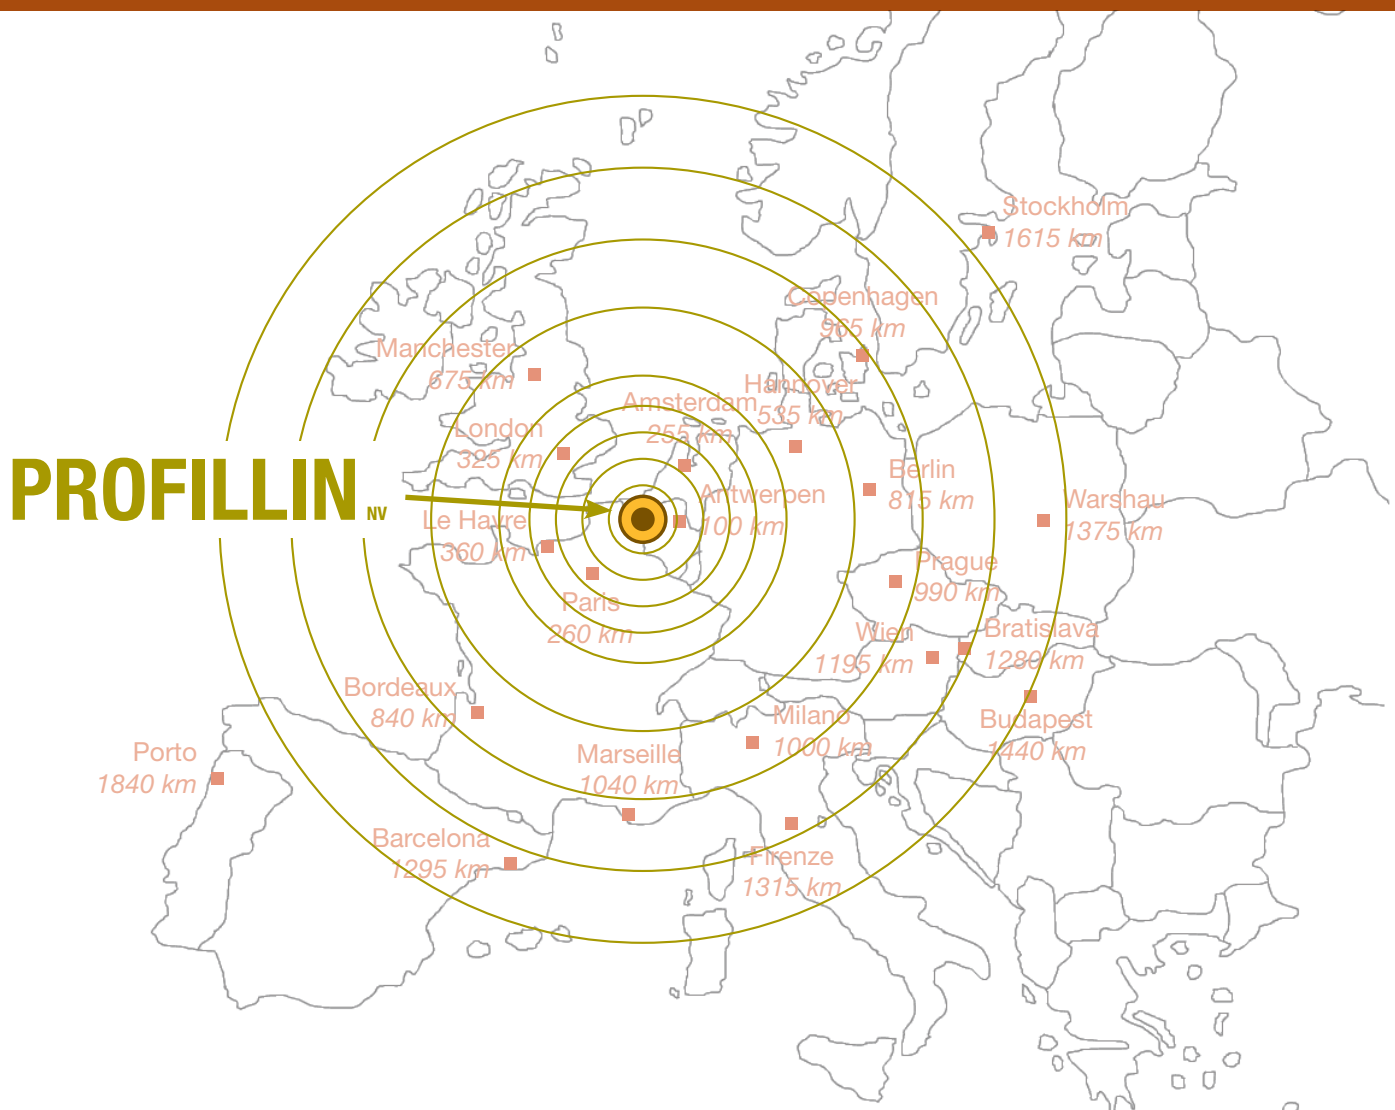 Stockholm
1615 km
Copenhagen
965 km
Manchester
675 km
Hannover
535 km
Amsterdam
255 km
London
325 km
Berlin
815 km
PROFILLIN NV
Antwerpen
100 km
Warshau
1375 km
Le Havre
360 km
Prague
990 km
Paris
260 km
Wien
1195 km
Bratislava
1280 km
Bordeaux
840 km
Milano
1000 km
Budapest
1440 km
Porto
1840 km
Marseille
1040 km
Barcelona
1295 km
Firenze
1315 km